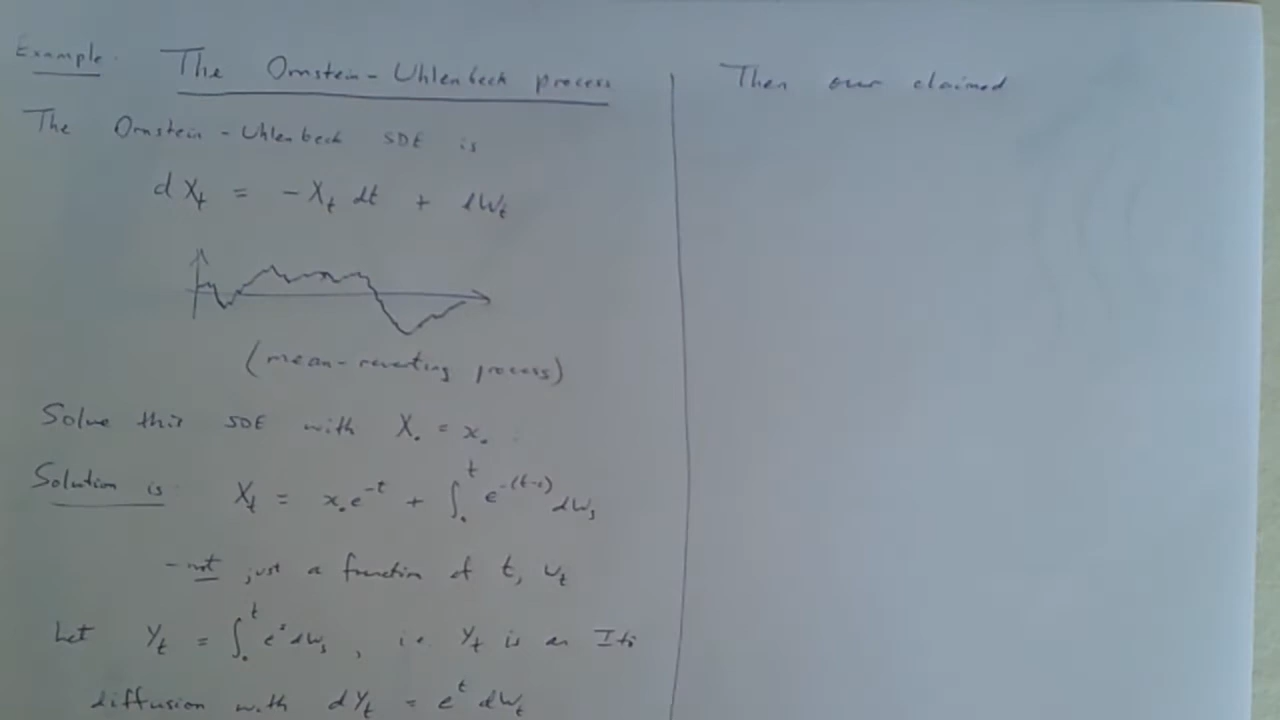 Example. The Ornstein-Uhlenbeck process
The Ornstein-Uhlenbeck SDE is
dX_t = -X_t dt + dW_t
(mean-reverting process)
Solve this SDE with X_0 = x_0.
Solution is X_t = x_0 e^{-t} + ∫_0^t e^{-(t-s)} dW_s
- not just a function of t, W_t
Let Y_t = ∫_0^t e^s dW_s, i.e. Y_t is an Itô
diffusion with dY_t = e^t dW_t
Then our claimed